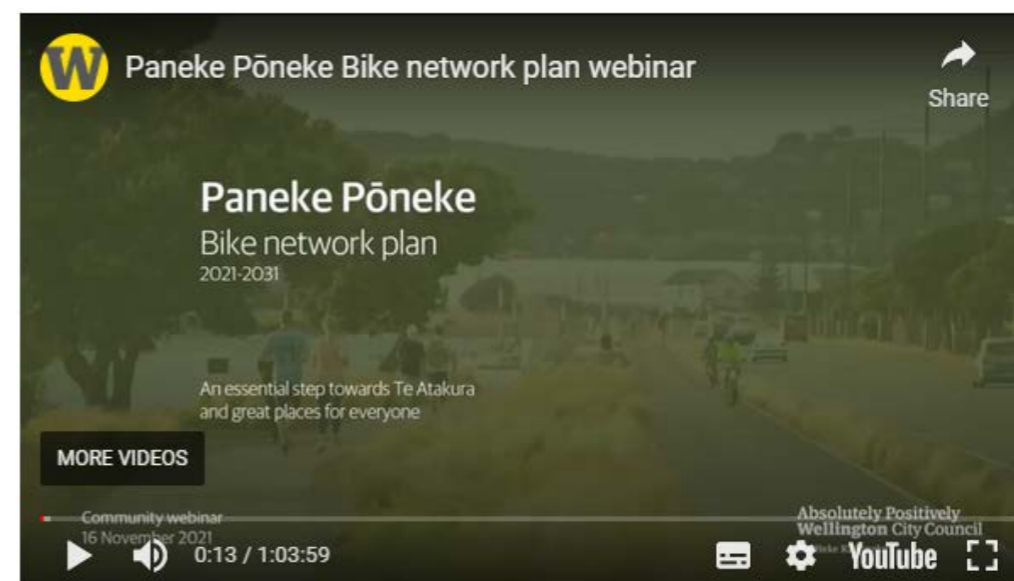 W
Paneke Pōneke Bike network plan webinar
Share
Paneke Pōneke
Bike network plan
2021-2031
An essential step towards Te Atakura
and great places for everyone
MORE VIDEOS
Community webinar
16 November 2021
Absolutely Positively
Wellington City Council
0:13 / 1:03:59
YouTube